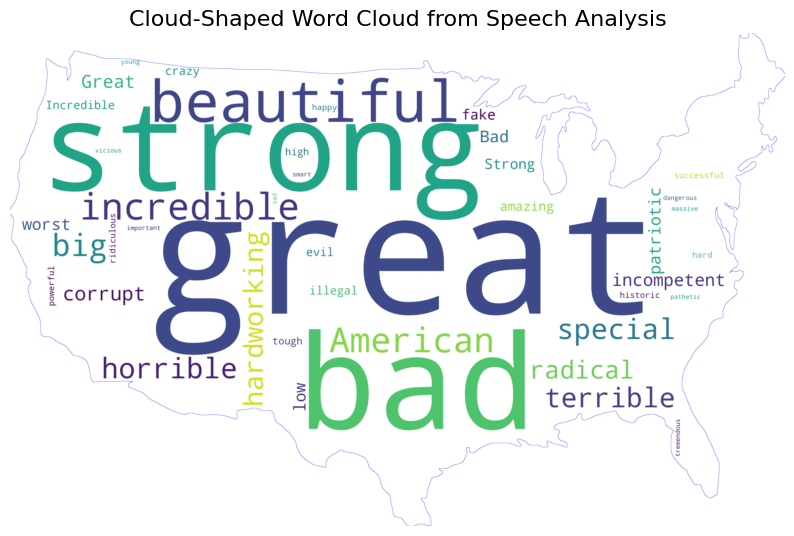 Cloud-Shaped Word Cloud from Speech Analysis
young
crazy
Great
beautiful
Incredible
happy
fake
strong
Bad
vicious
high
Strong
smart
successful
sad
incredible
amazing
dangerous
massive
worst
ridiculous
important
great
patriotic
big
hardworking
evil
hard
powerful
corrupt
illegal
incompetent
historic
pathetic
special
tough
American
bad
horrible
radical
low
terrible
tremendous